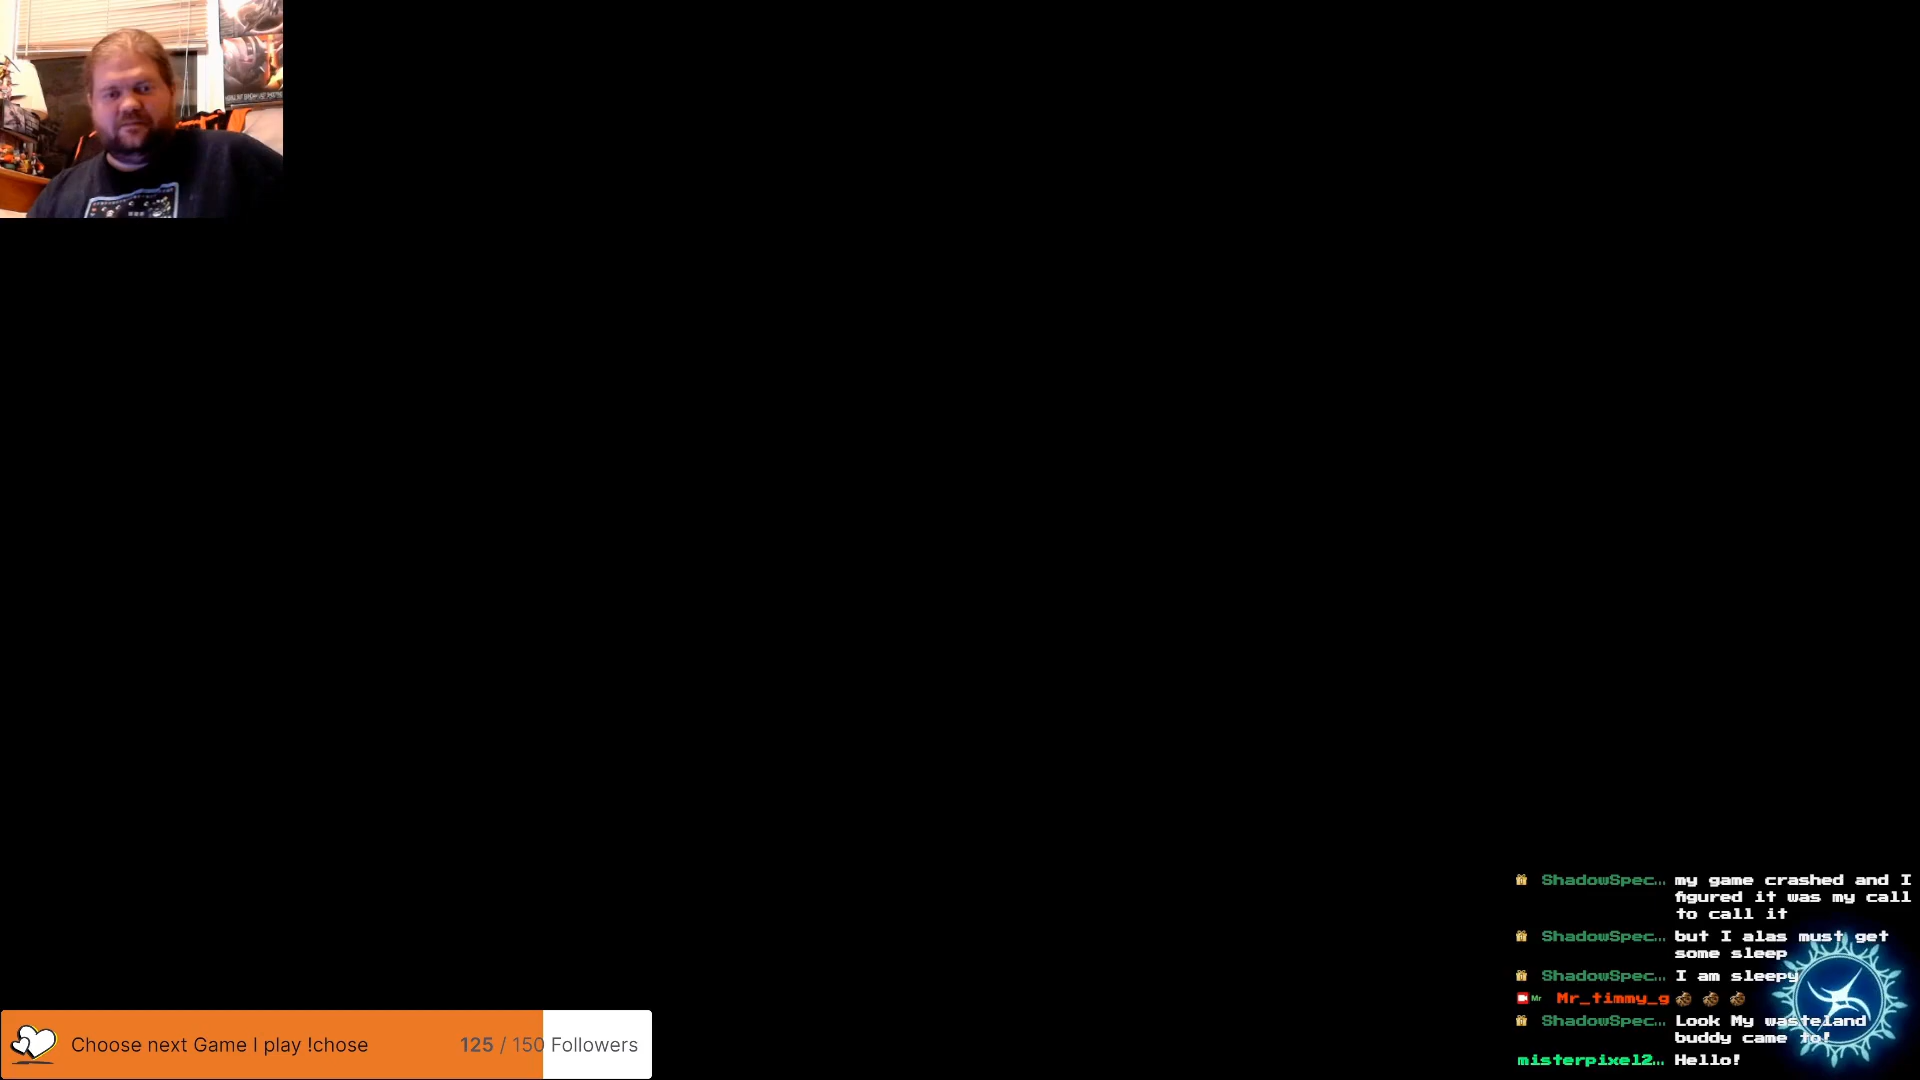 ShadowSpec… my game crashed and I
figured it was my call
to call it
ShadowSpec… but I alas must get
some sleep
ShadowSpec… I am sleepy
Mr Mr_timmy_g
ShadowSpec… Look My wasteland
buddy came to!
misterpixel2… Hello!
Choose next Game I play !chose 125 / 150 Followers